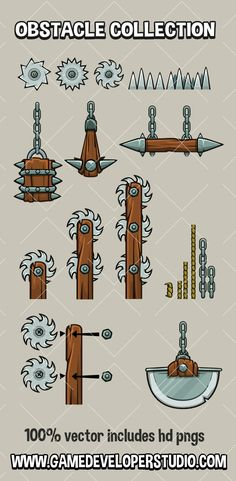 OBSTACLE COLLECTION
100% vector includes hd pngs
WWW.GAMEDEVELOPERSTUDIO.COM